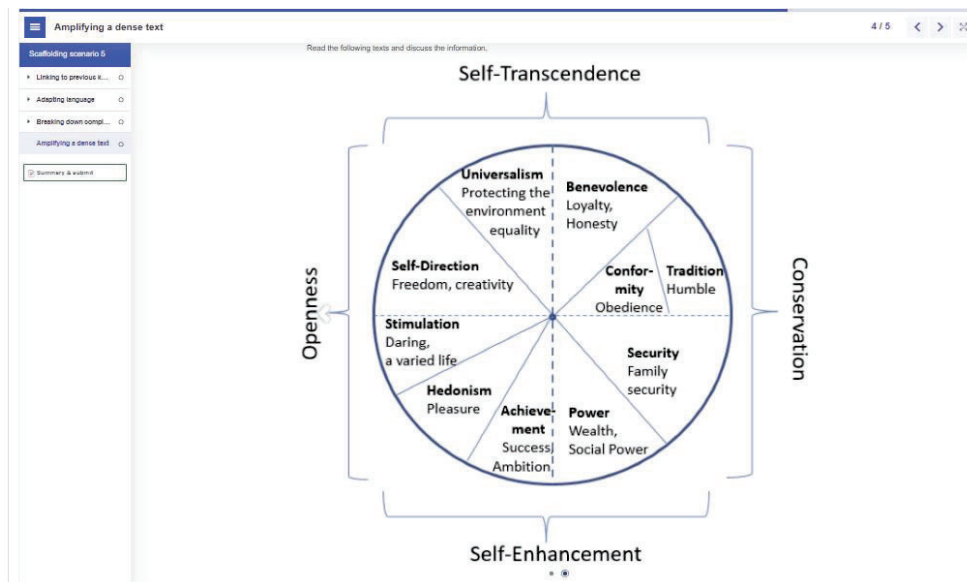 Amplifying a dense text
4 / 5
Scaffolding scenario 5
Linking to previous k...
Adapting language
Breaking down compl...
Amplifying a dense text
Summary & submit
Read the following texts and discuss the information.
Self-Transcendence
Openness
Conservation
Universalism
Protecting the
environment
equality
Benevolence
Loyalty,
Honesty
Self-Direction
Freedom, creativity
Confor-
mity
Obedience
Tradition
Humble
Stimulation
Daring,
a varied life
Security
Family
security
Hedonism
Pleasure
Achieve-
ment
Success,
Ambition
Power
Wealth,
Social Power
Self-Enhancement